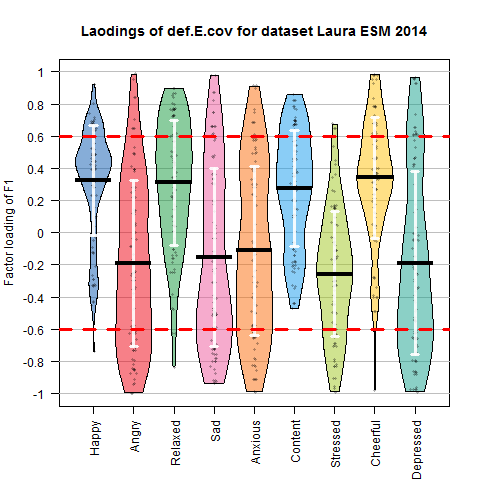 Laodings of def.E.cov for dataset Laura ESM 2014
Factor loading of F1
1
0.8
0.6
0.4
0.2
0
-0.2
-0.4
-0.6
-0.8
-1
Happy
Angry
Relaxed
Sad
Anxious
Content
Stressed
Cheerful
Depressed